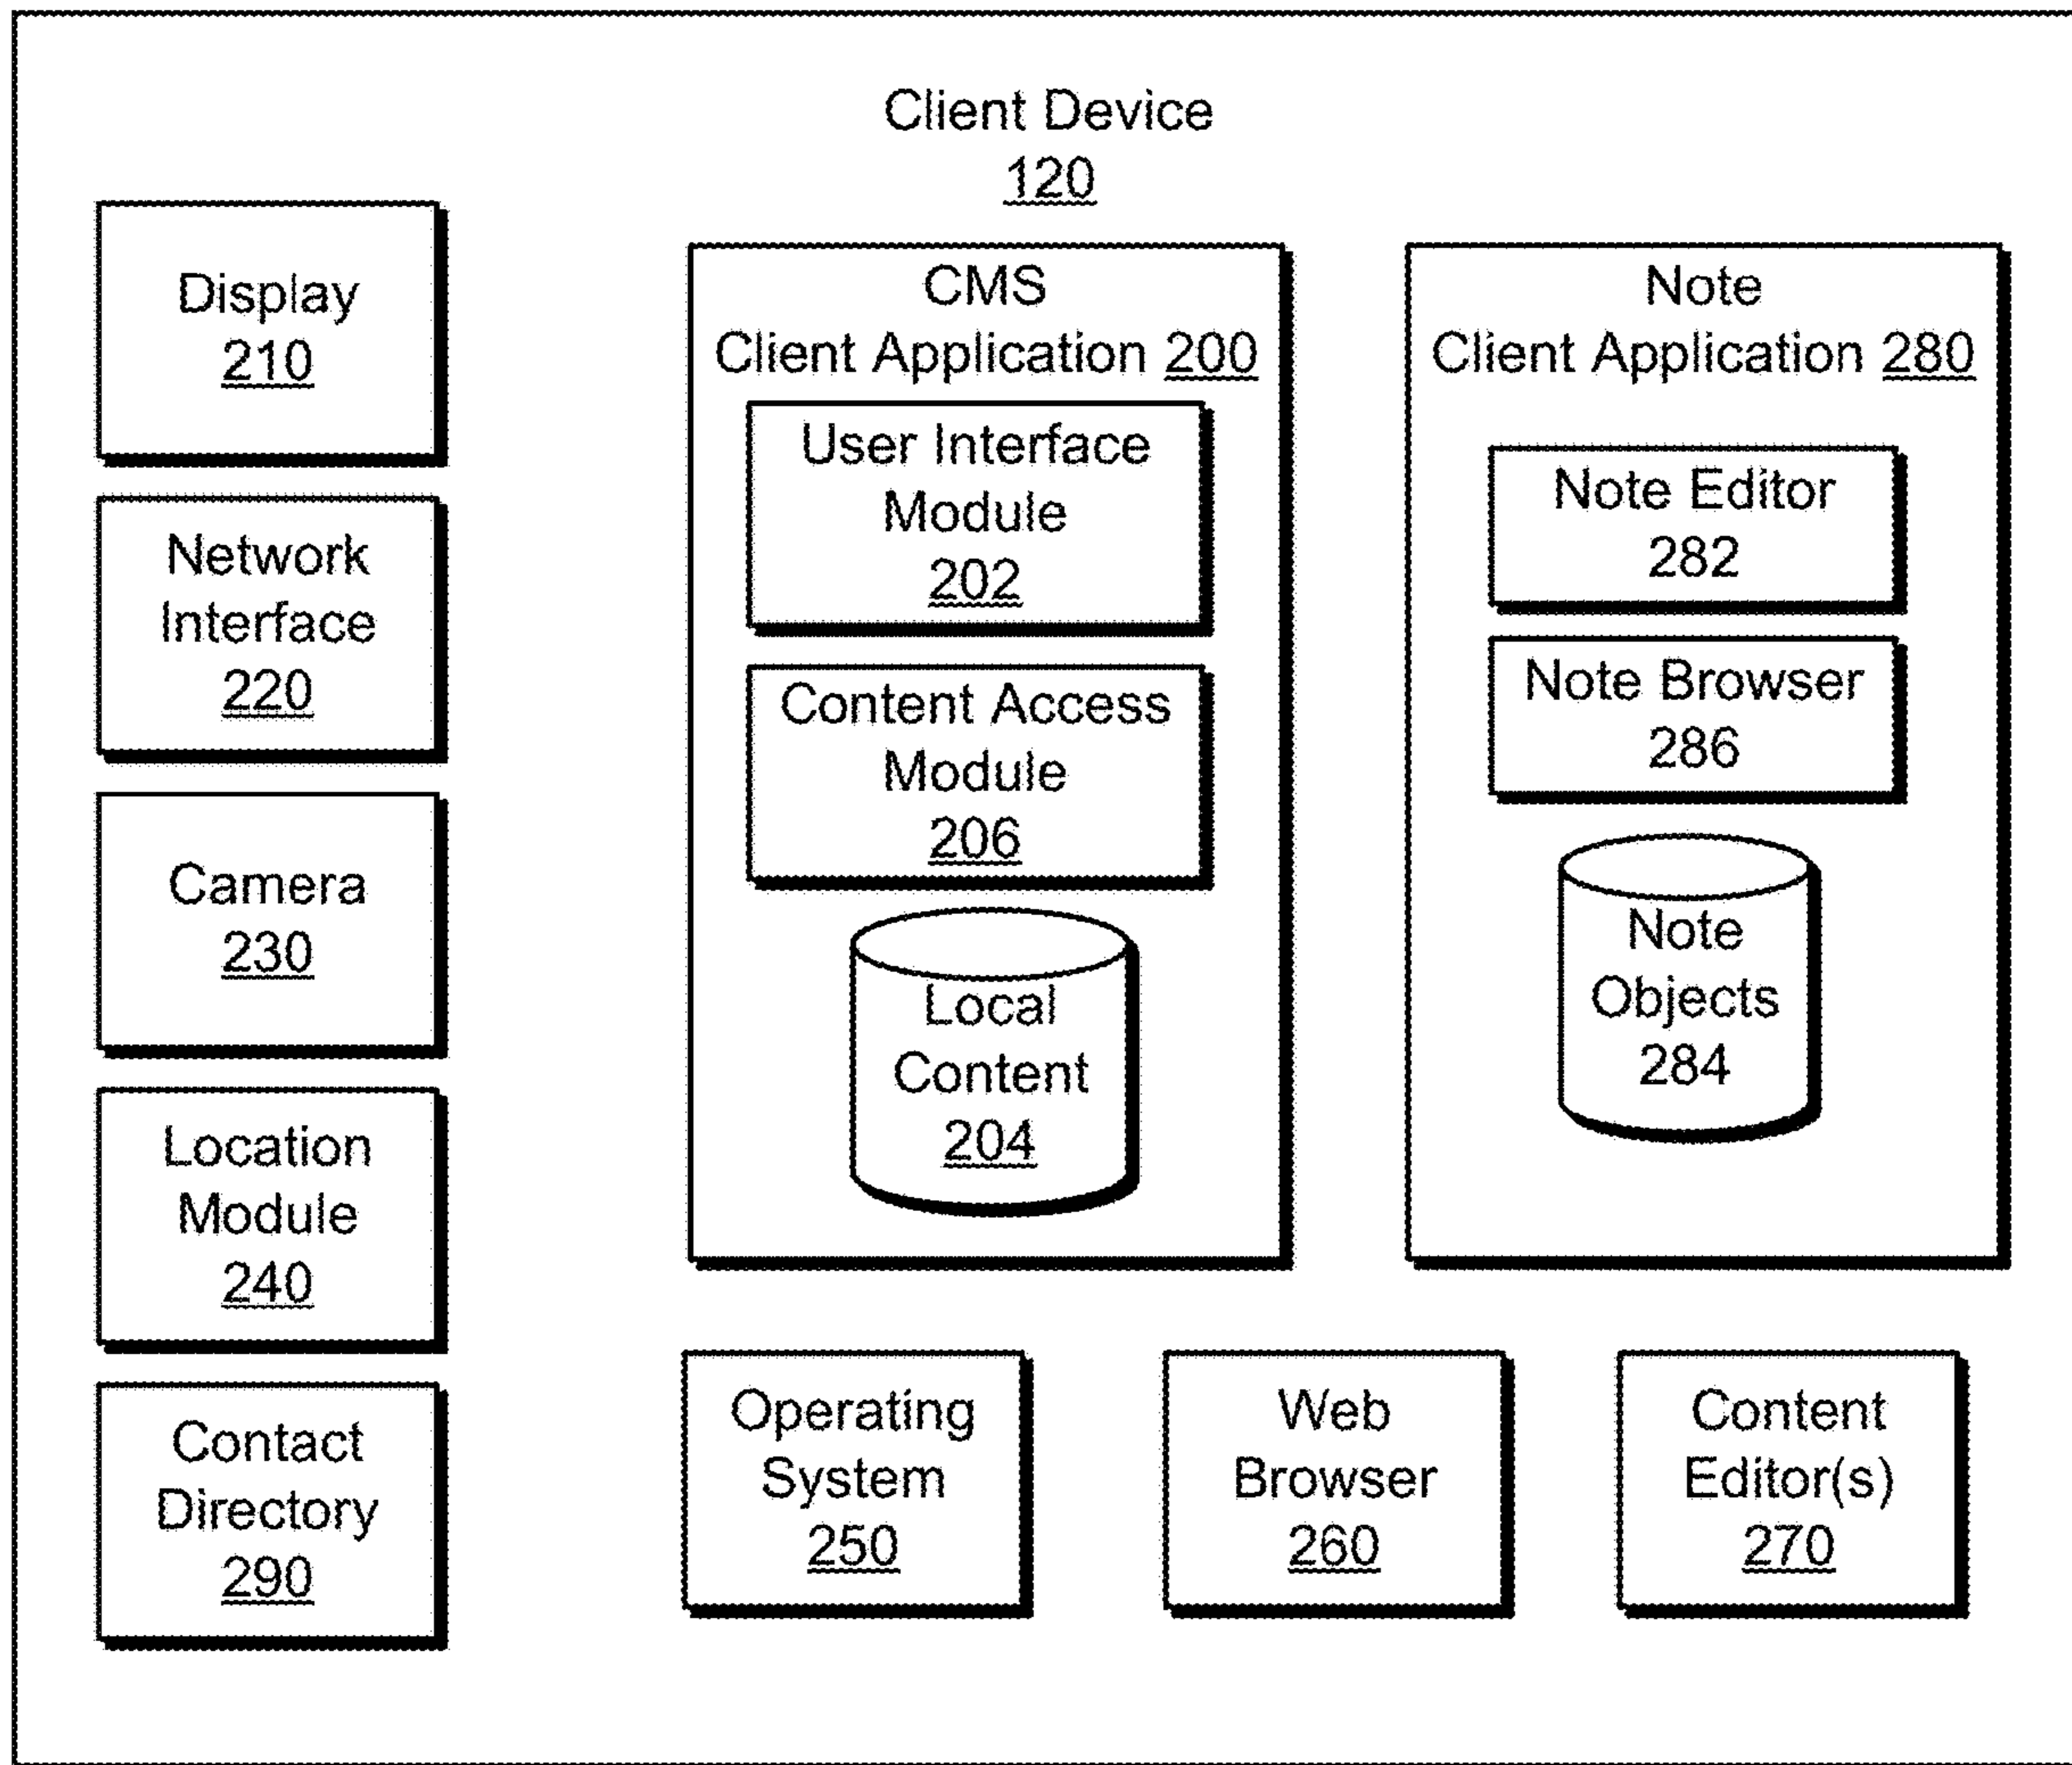 Client Device
120
Display
210
Network
Interface
220
Camera
230
Location
Module
240
Contact
Directory
290
CMS
Client Application 200
User Interface
Module
202
Content Access
Module
206
Local
Content
204
Note
Client Application 280
Note Editor
282
Note Browser
286
Note
Objects
284
Operating
System
250
Web
Browser
260
Content
Editor(s)
270